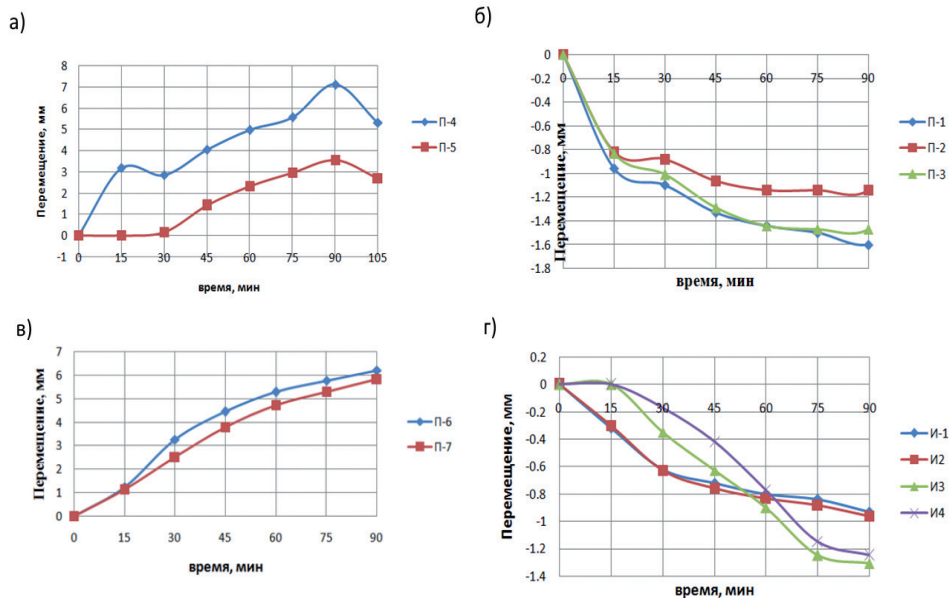 а)
8
7
6
5
4
3
2
1
0
-1
0 15 30 45 60 75 90 105
Перемещение, мм
время, мин
П-4
П-5
б)
0
-0.2
-0.4
-0.6
-0.8
-1
-1.2
-1.4
-1.6
-1.8
0 15 30 45 60 75 90
Перемещение, мм
время, мин
П-1
П-2
П-3
в)
7
6
5
4
3
2
1
0
0 15 30 45 60 75 90
Перемещение, мм
время, мин
П-6
П-7
г)
0.2
0
-0.2
-0.4
-0.6
-0.8
-1
-1.2
-1.4
0 15 30 45 60 75 90
Перемещение,мм
время, мин
И-1
И2
И3
И4